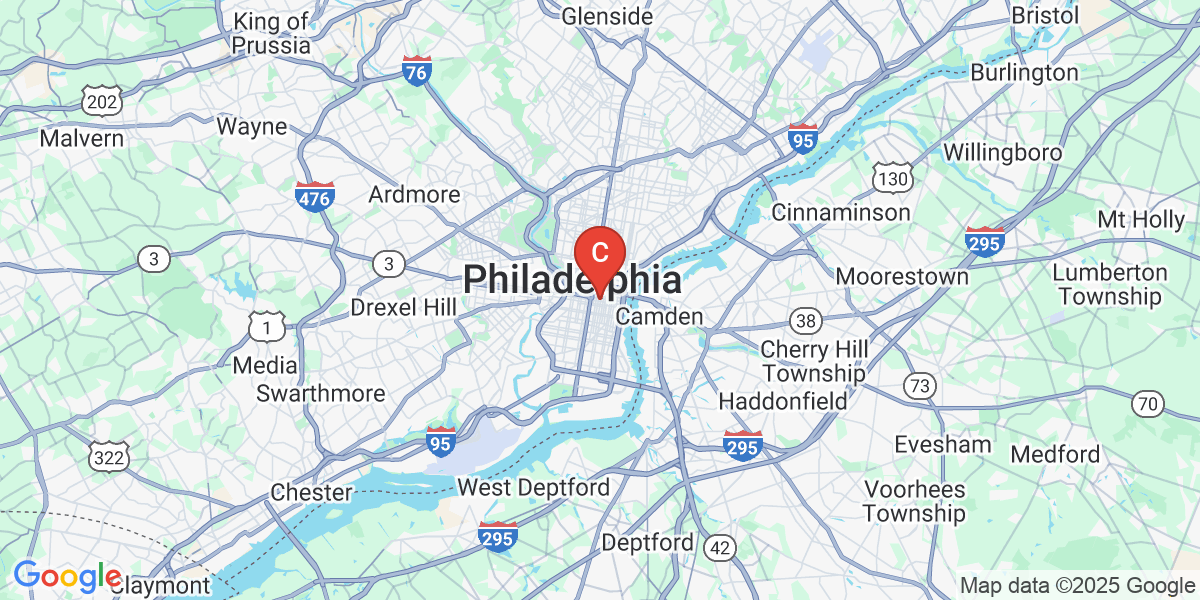 Glenside
Bristol
King of
Prussia
76
Burlington
202
Malvern
Wayne
95
Willingboro
130
476
Ardmore
Cinnaminson
Mt Holly
295
C
3
3
Philadelphia
Moorestown
Lumberton
Township
Drexel Hill
1
Camden
38
Cherry Hill
Township
Media
Swarthmore
73
Haddonfield
70
95
295
Evesham
Medford
322
Chester
West Deptford
Voorhees
Township
295
Deptford
42
Google
Claymont
Map data ©2025 Google